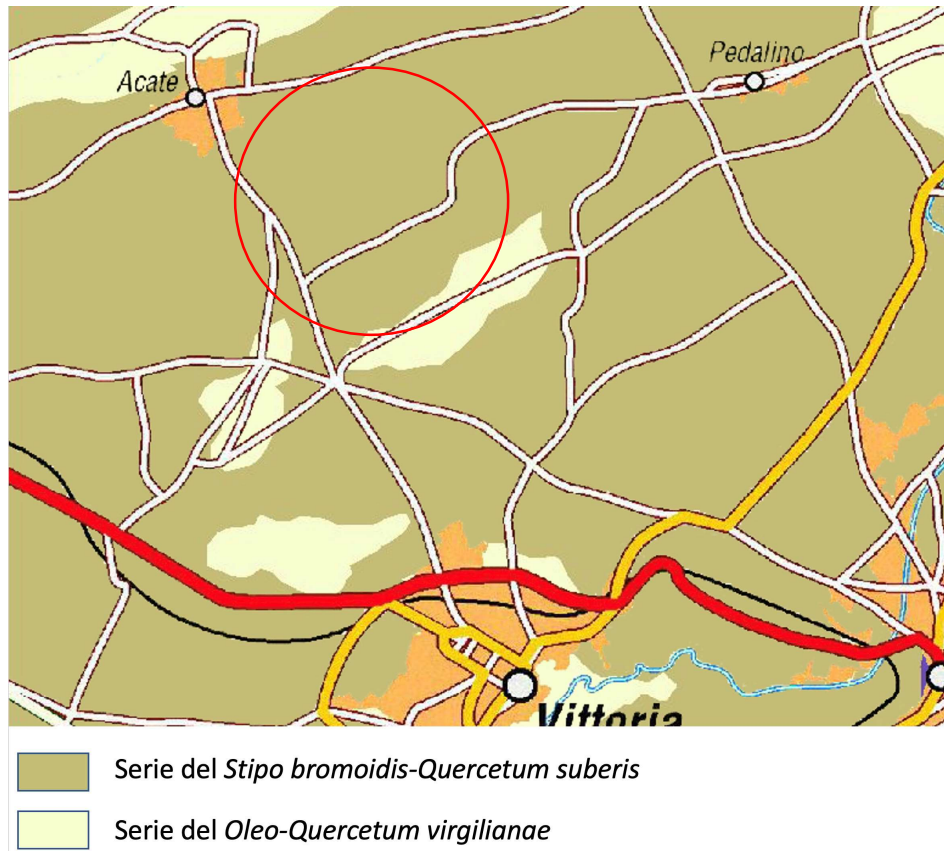 Pedalino
Acate
Vittoria
Serie del Stipo bromoidis-Quercetum suberis
Serie del Oleo-Quercetum virgilianae